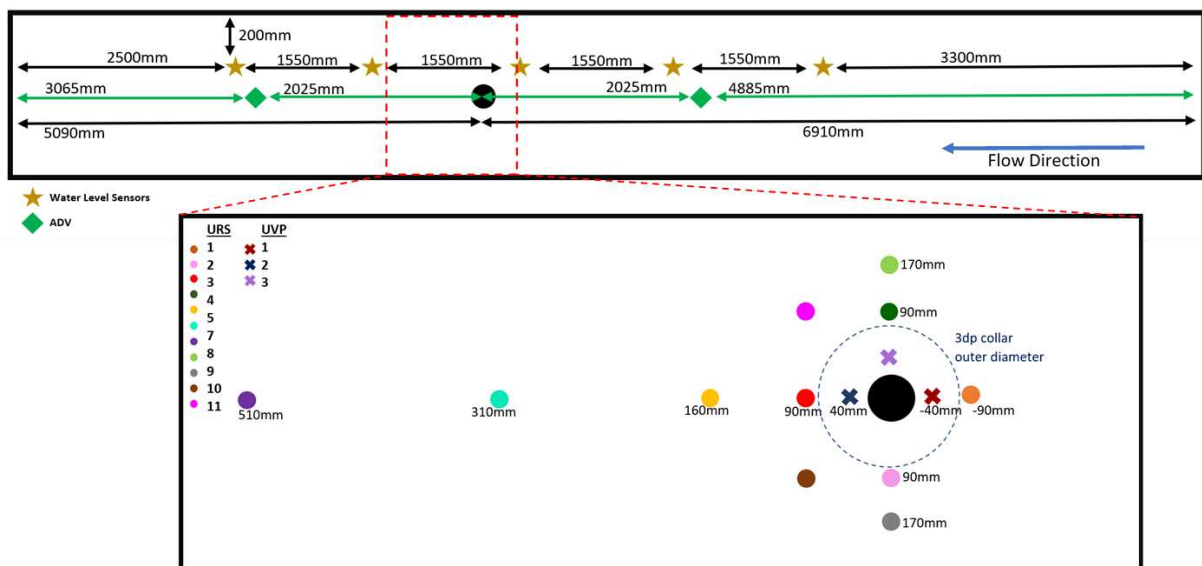 200mm
2500mm
1550mm
1550mm
1550mm
1550mm
3300mm
3065mm
2025mm
2025mm
4885mm
5090mm
6910mm
Flow Direction
Water Level Sensors
ADV
URS UVP
1 1
2 2
3 3
4
5
7
8
9
10
11
170mm
90mm
3dp collar
outer diameter
510mm
310mm
160mm
90mm
40mm
-40mm
-90mm
90mm
170mm